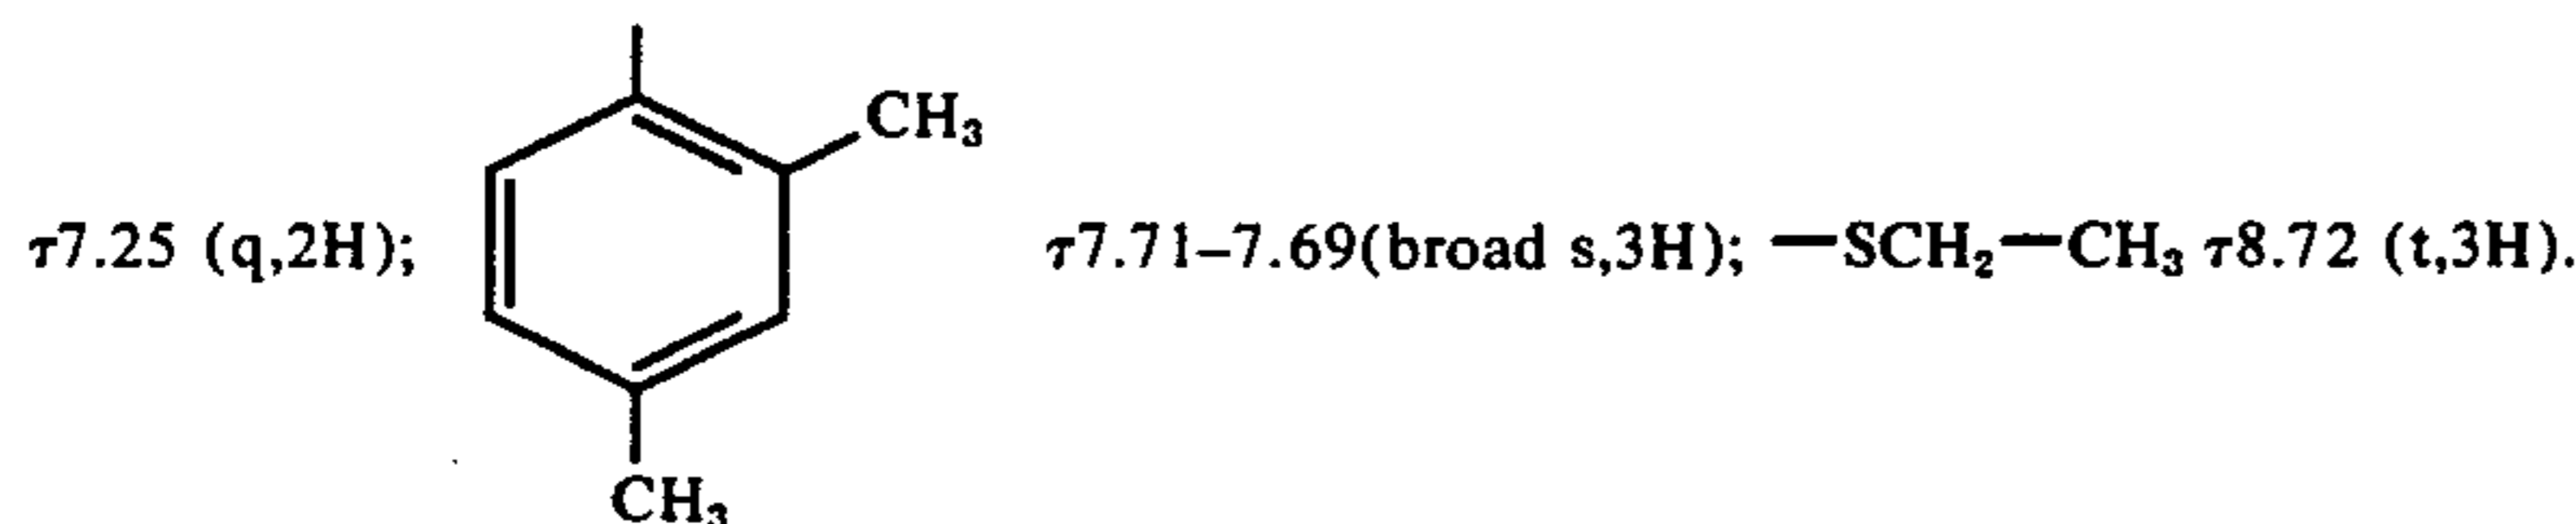 CH₃
τ7.25 (q,2H); τ7.71–7.69(broad s,3H); —SCH₂—CH₃ τ8.72 (t,3H).
CH₃